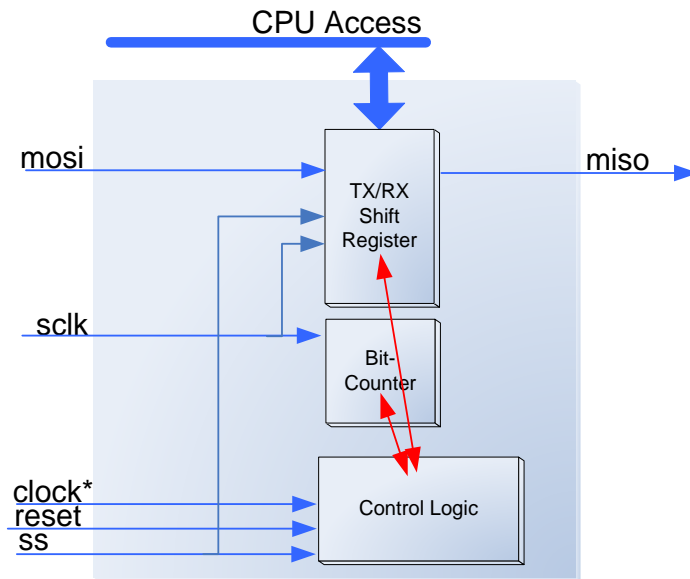 CPU Access
mosi
TX/RX
Shift
Register
miso
sclk
Bit-
Counter
clock*
reset
ss
Control Logic